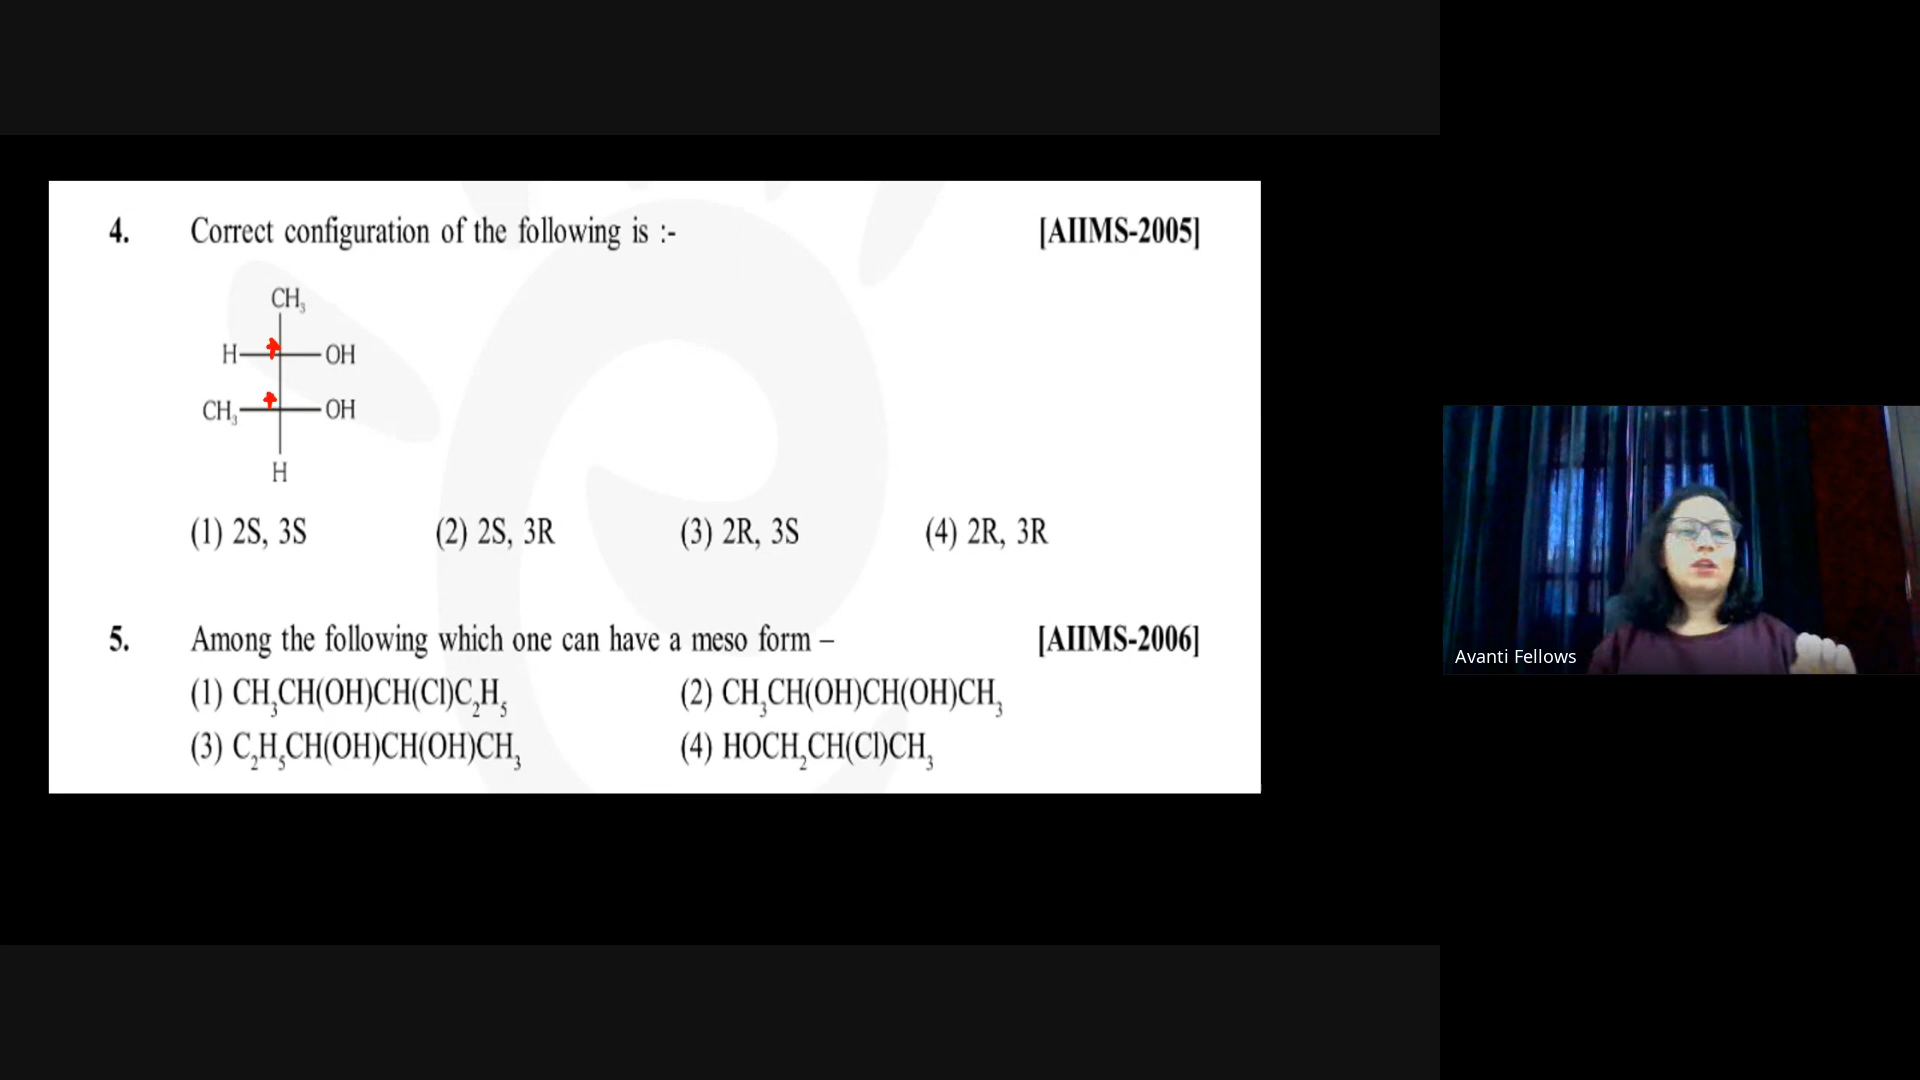 4. Correct configuration of the following is :- [AIIMS-2005]
CH₃
H OH
CH₃ OH
H
(1) 2S, 3S (2) 2S, 3R (3) 2R, 3S (4) 2R, 3R
5. Among the following which one can have a meso form – [AIIMS-2006]
(1) CH₃CH(OH)CH(Cl)C₂H₅ (2) CH₃CH(OH)CH(OH)CH₃
(3) C₂H₅CH(OH)CH(OH)CH₃ (4) HOCH₂CH(Cl)CH₃
Avanti Fellows